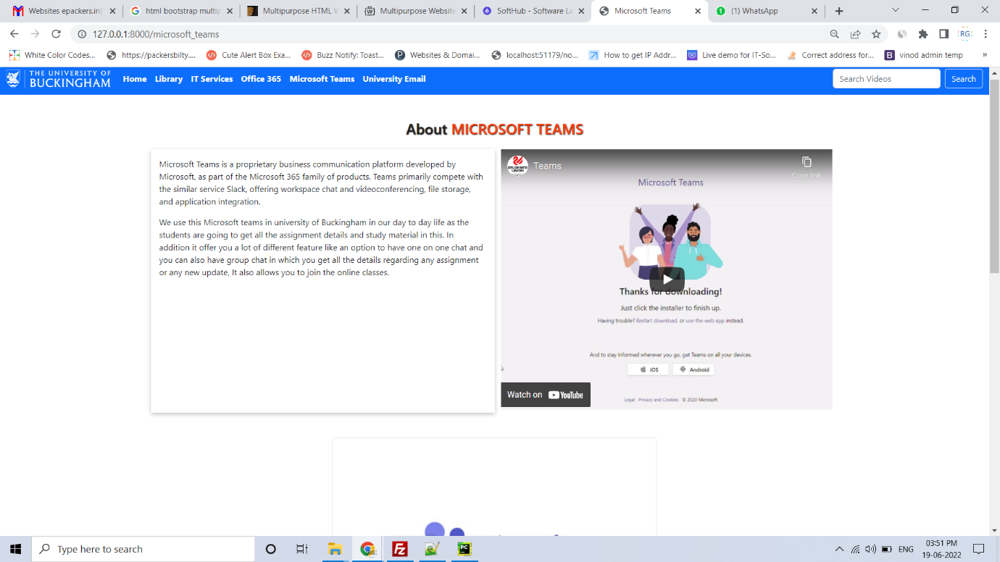 Websites epackers.in(
html bootstrap multip
Multipurpose HTML V
Multipurpose Website
SoftHub - Software La
Microsoft Teams
(1) WhatsApp
127.0.0.1:8000/microsoft_teams
RG
White Color Codes...
https://packersbilty....
Cute Alert Box Exa...
Buzz Notify: Toast...
Websites & Domai...
localhost:51179/no...
How to get IP Addr...
Live demo for IT-So...
Correct address for...
vinod admin temp
»
THE UNIVERSITY OF
BUCKINGHAM
Home Library IT Services Office 365 Microsoft Teams University Email
Search Videos Search
About MICROSOFT TEAMS
Microsoft Teams is a proprietary business communication platform developed by
Microsoft, as part of the Microsoft 365 family of products. Teams primarily compete with
the similar service Slack, offering workspace chat and videoconferencing, file storage,
and application integration.
We use this Microsoft teams in university of Buckingham in our day to day life as the
students are going to get all the assignment details and study material in this. In
addition it offer you a lot of different feature like an option to have one on one chat and
you can also have group chat in which you get all the details regarding any assignment
or any new update, It also allows you to join the online classes.
STUDENTS'
UNION
Teams
Copy link
Microsoft Teams
Thanks for downloading!
Just click the installer to finish up.
Having trouble? Restart download, or use the web app instead.
And to stay informed wherever you go, get Teams on all your devices.
iOS Android
Watch on YouTube
Legal Privacy and Cookies © 2020 Microsoft
Type here to search
PC
ENG
03:51 PM
19-06-2022